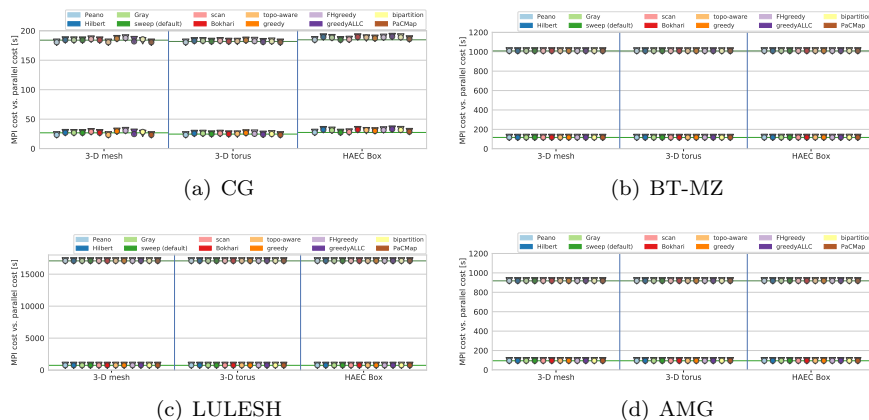 Peano Gray scan topo-aware FHgreedy bipartition
Hilbert sweep (default) Bokhari greedy greedyALLC PaCMap
MPI cost vs. parallel cost [s]
200
150
100
50
0
3-D mesh 3-D torus HAEC Box
(a) CG
Peano Gray scan topo-aware FHgreedy bipartition
Hilbert sweep (default) Bokhari greedy greedyALLC PaCMap
MPI cost vs. parallel cost [s]
1200
1000
800
600
400
200
0
3-D mesh 3-D torus HAEC Box
(b) BT-MZ
Peano Gray scan topo-aware FHgreedy bipartition
Hilbert sweep (default) Bokhari greedy greedyALLC PaCMap
MPI cost vs. parallel cost [s]
15000
10000
5000
0
3-D mesh 3-D torus HAEC Box
(c) LULESH
Peano Gray scan topo-aware FHgreedy bipartition
Hilbert sweep (default) Bokhari greedy greedyALLC PaCMap
MPI cost vs. parallel cost [s]
1200
1000
800
600
400
200
0
3-D mesh 3-D torus HAEC Box
(d) AMG